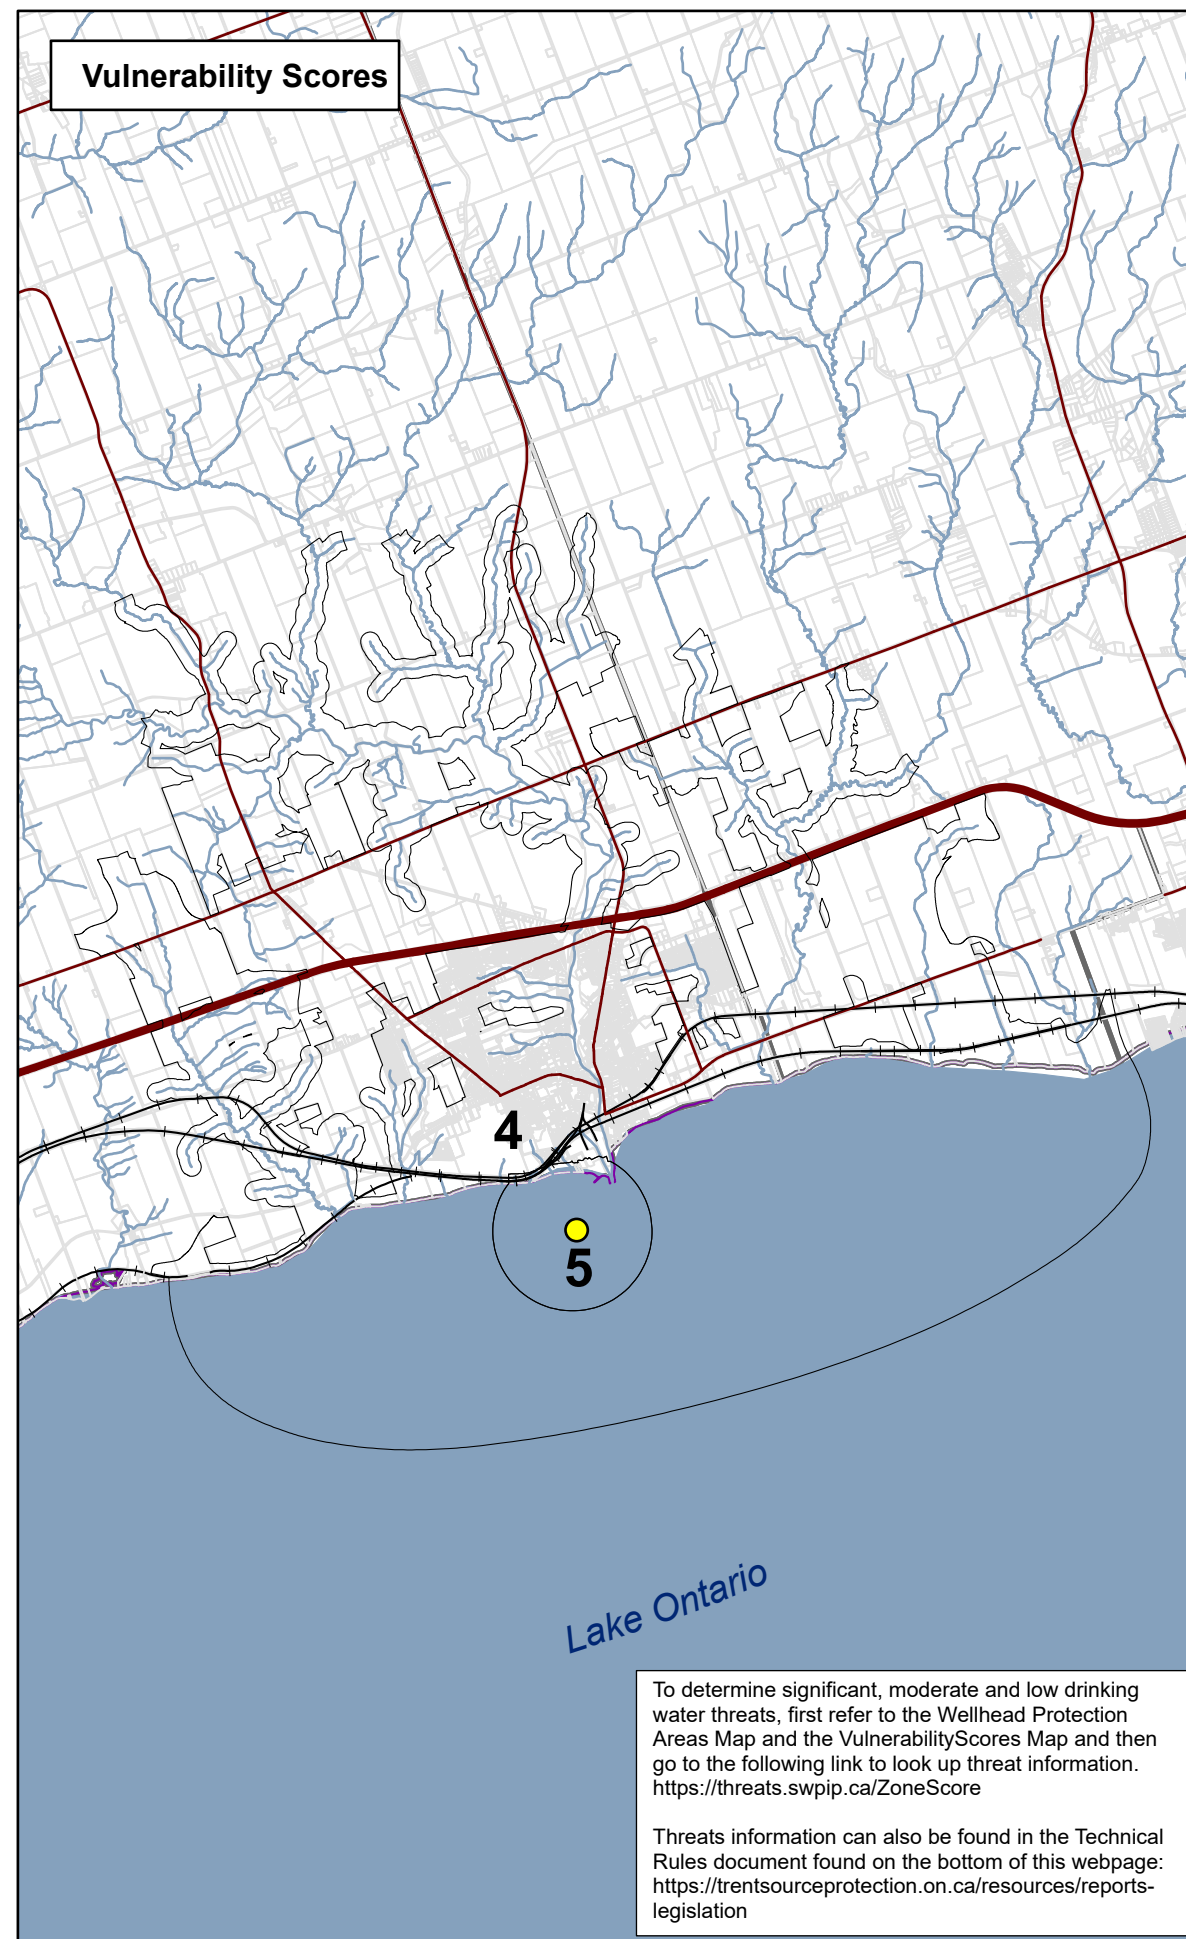 Vulnerability Scores
4
5
Lake Ontario
To determine significant, moderate and low drinking
water threats, first refer to the Wellhead Protection
Areas Map and the VulnerabilityScores Map and then
go to the following link to look up threat information.
https://threats.swpip.ca/ZoneScore
Threats information can also be found in the Technical
Rules document found on the bottom of this webpage:
https://trentsourceprotection.on.ca/resources/reports-
legislation